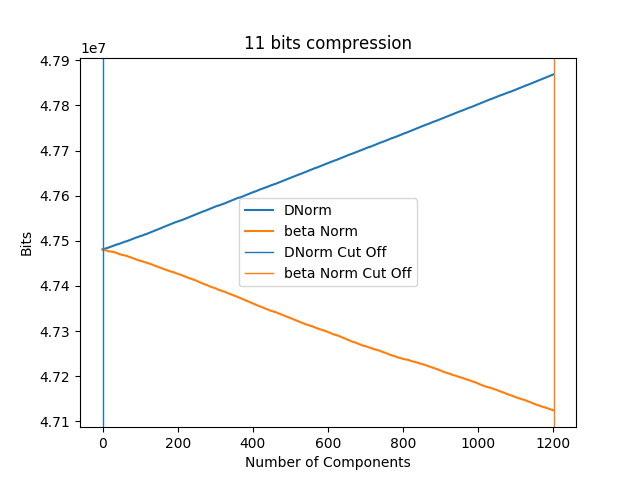 11 bits compression
1e7
4.79
4.78
4.77
4.76
4.75
4.74
4.73
4.72
4.71
Bits
DNorm
beta Norm
DNorm Cut Off
beta Norm Cut Off
0 200 400 600 800 1000 1200
Number of Components